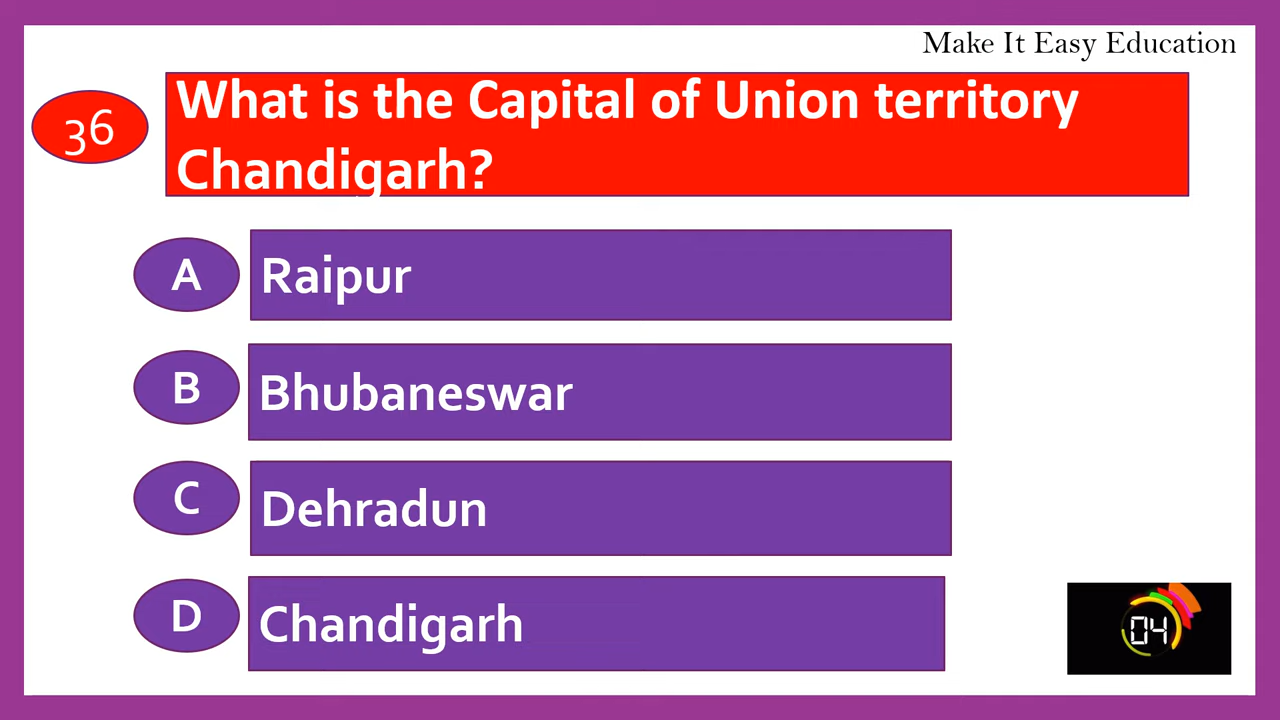 Make It Easy Education
36
What is the Capital of Union territory
Chandigarh?
A
Raipur
B
Bhubaneswar
C
Dehradun
D
Chandigarh
04